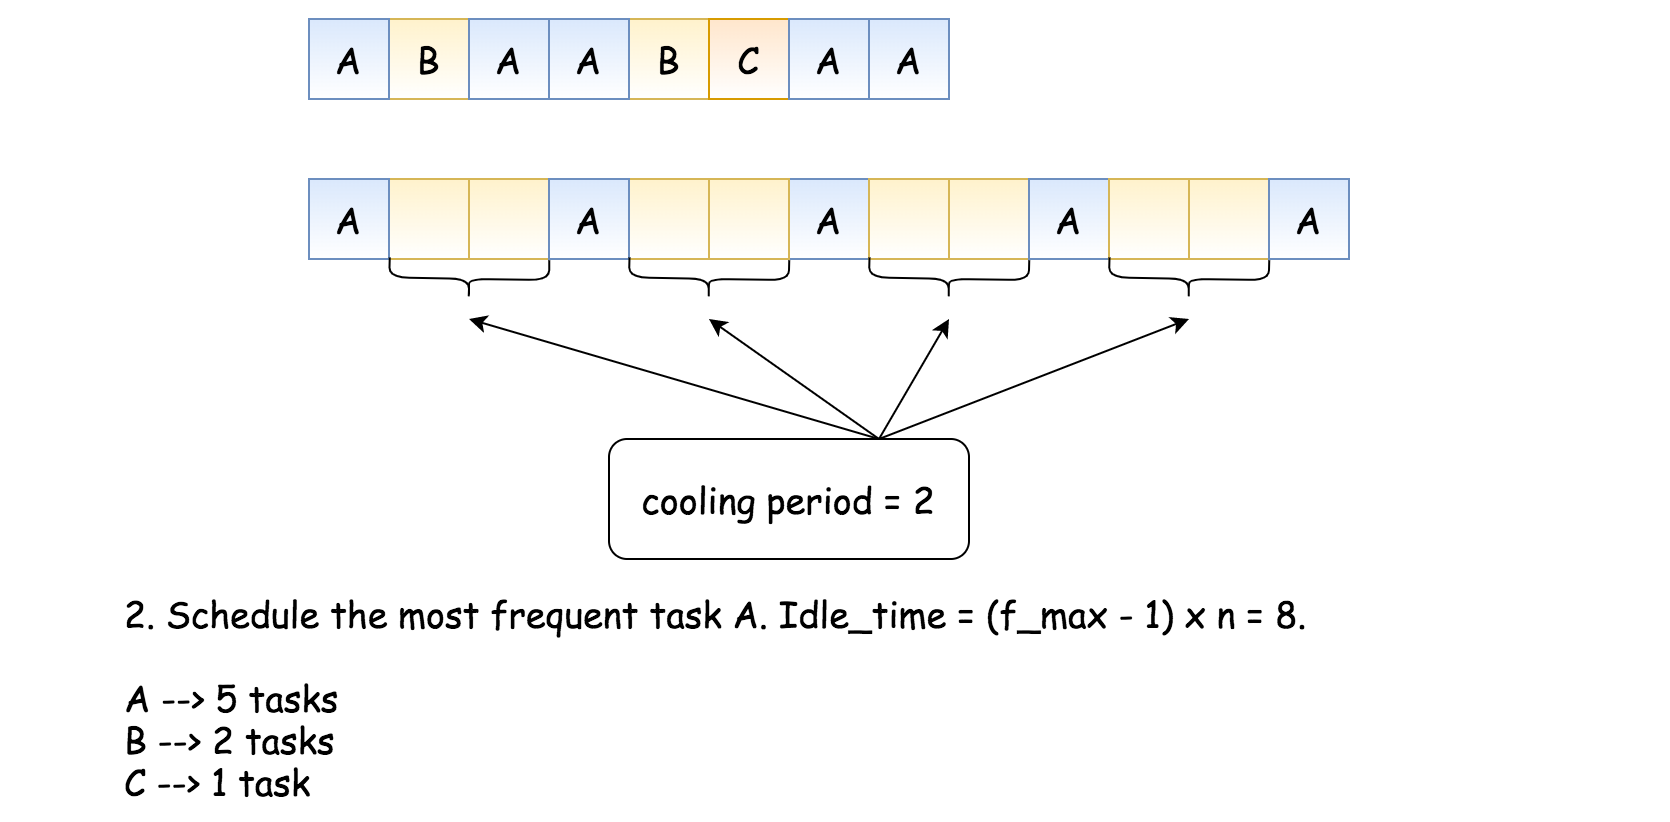 A B A A B C A A
A A A A A
cooling period = 2
2. Schedule the most frequent task A. Idle_time = (f_max - 1) x n = 8.
A --> 5 tasks
B --> 2 tasks
C --> 1 task